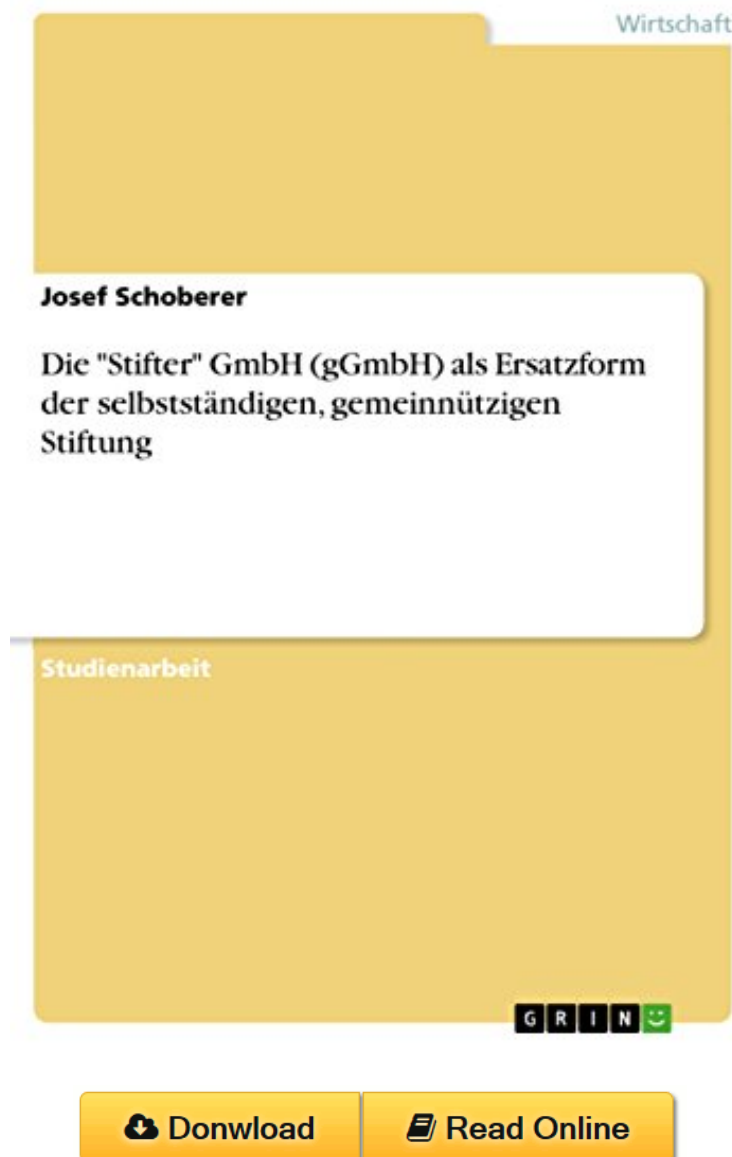 Wirtschaft
Josef Schoberer
Die "Stifter" GmbH (gGmbH) als Ersatzform
der selbstständigen, gemeinnützigen
Stiftung
Studienarbeit
GRIN
Donwload
Read Online